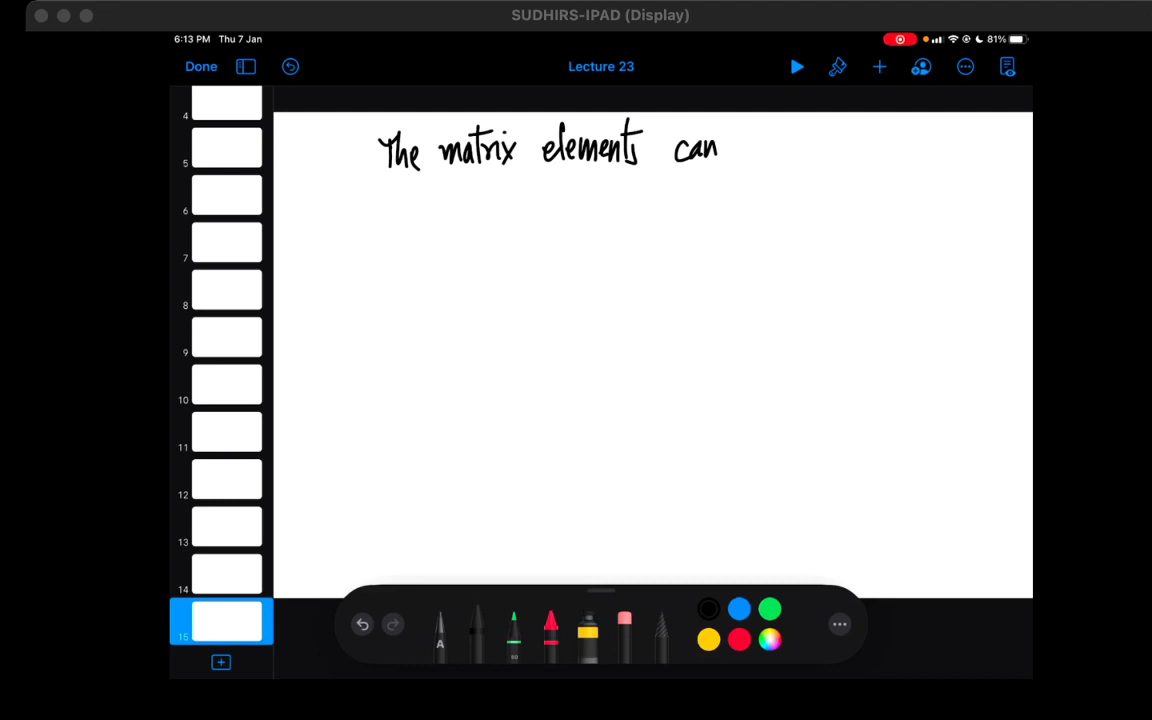 SUDHIRS-IPAD (Display)
6:13 PM Thu 7 Jan
81%
Done
Lecture 23
4
5
6
7
8
9
10
11
12
13
14
15
The matrix elements can
A
50